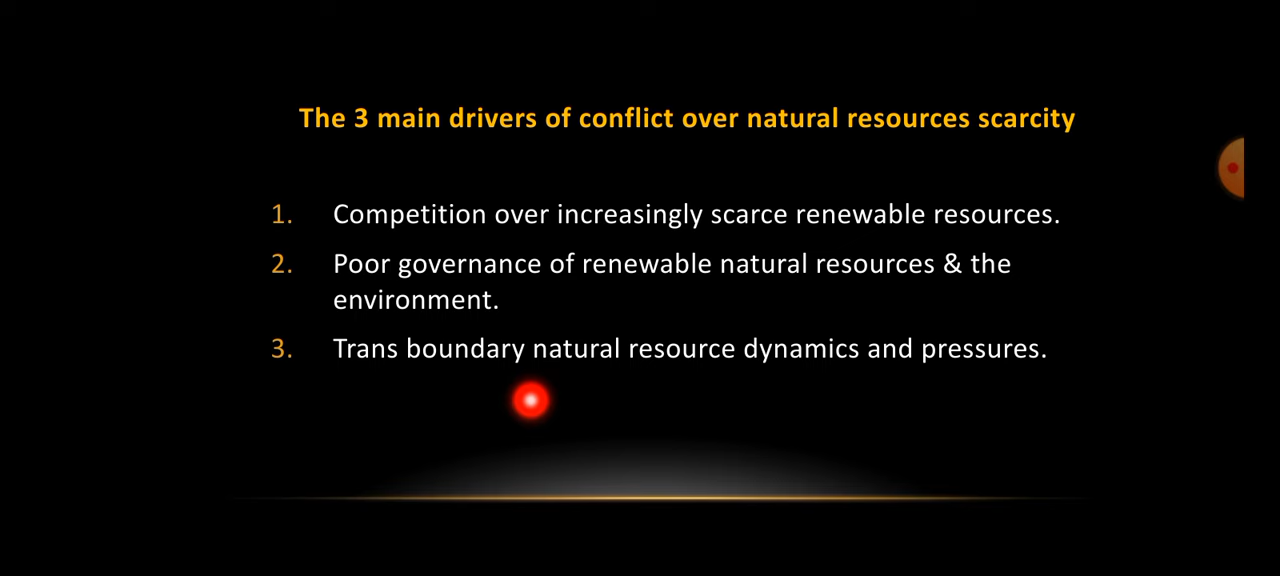 The 3 main drivers of conflict over natural resources scarcity
1. Competition over increasingly scarce renewable resources.
2. Poor governance of renewable natural resources & the
environment.
3. Trans boundary natural resource dynamics and pressures.